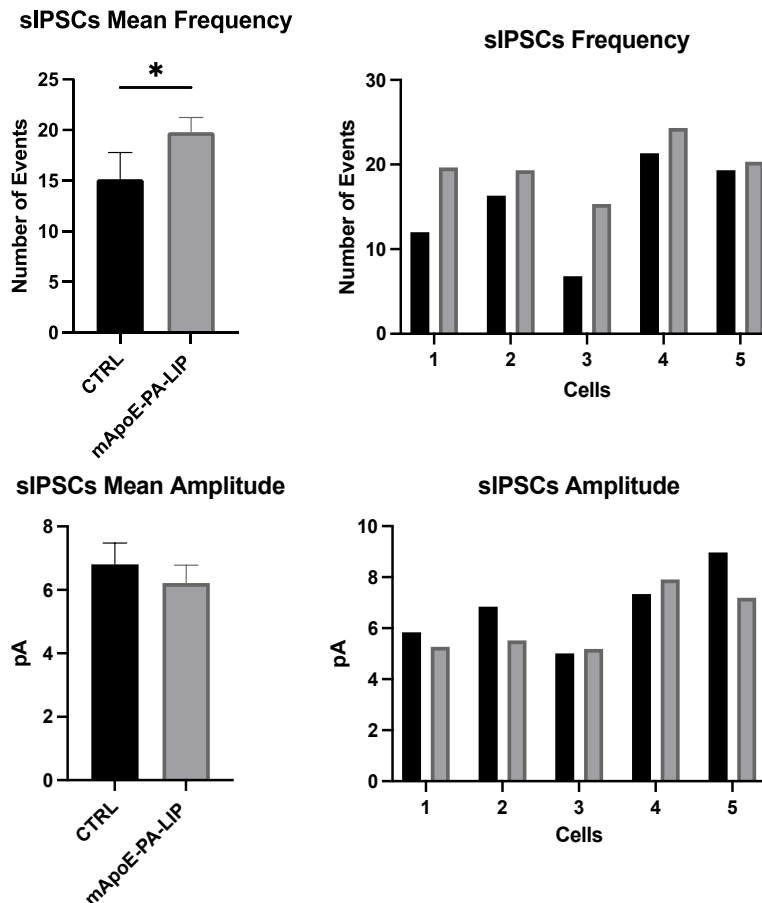 sIPSCs Mean Frequency
*
25
20
15
10
5
0
Number of Events
CTRL
mApoE-PA-LIP
sIPSCs Frequency
30
20
10
0
Number of Events
1 2 3 4 5
Cells
sIPSCs Mean Amplitude
8
6
4
2
0
pA
CTRL
mApoE-PA-LIP
sIPSCs Amplitude
10
8
6
4
2
0
pA
1 2 3 4 5
Cells